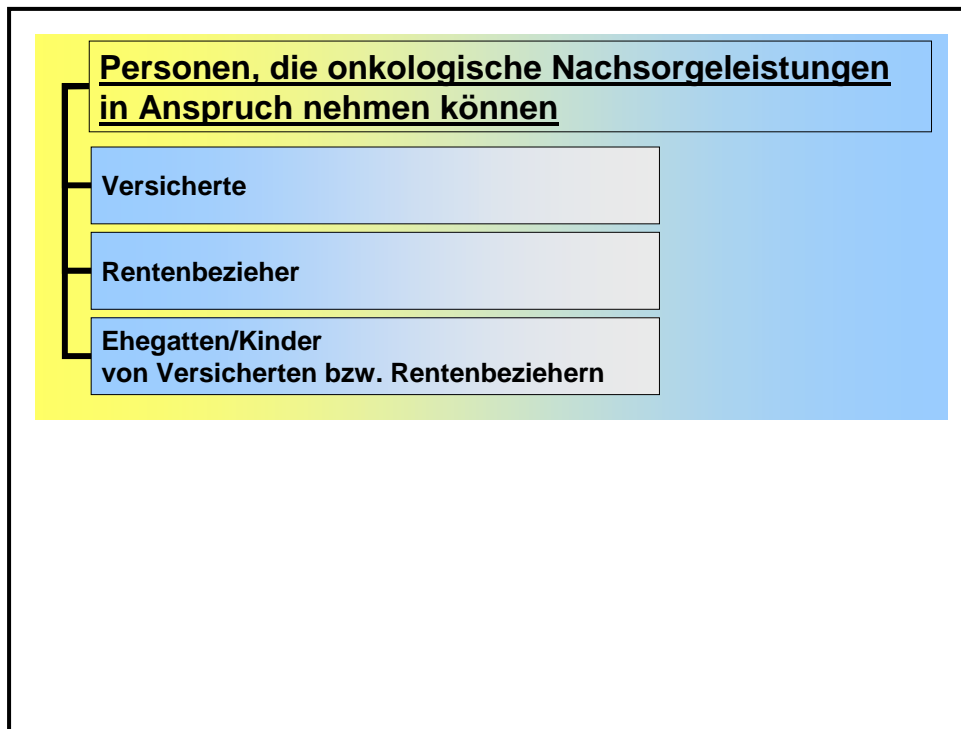 Personen, die onkologische Nachsorgeleistungen
in Anspruch nehmen können
Versicherte
Rentenbezieher
Ehegatten/Kinder
von Versicherten bzw. Rentenbeziehern